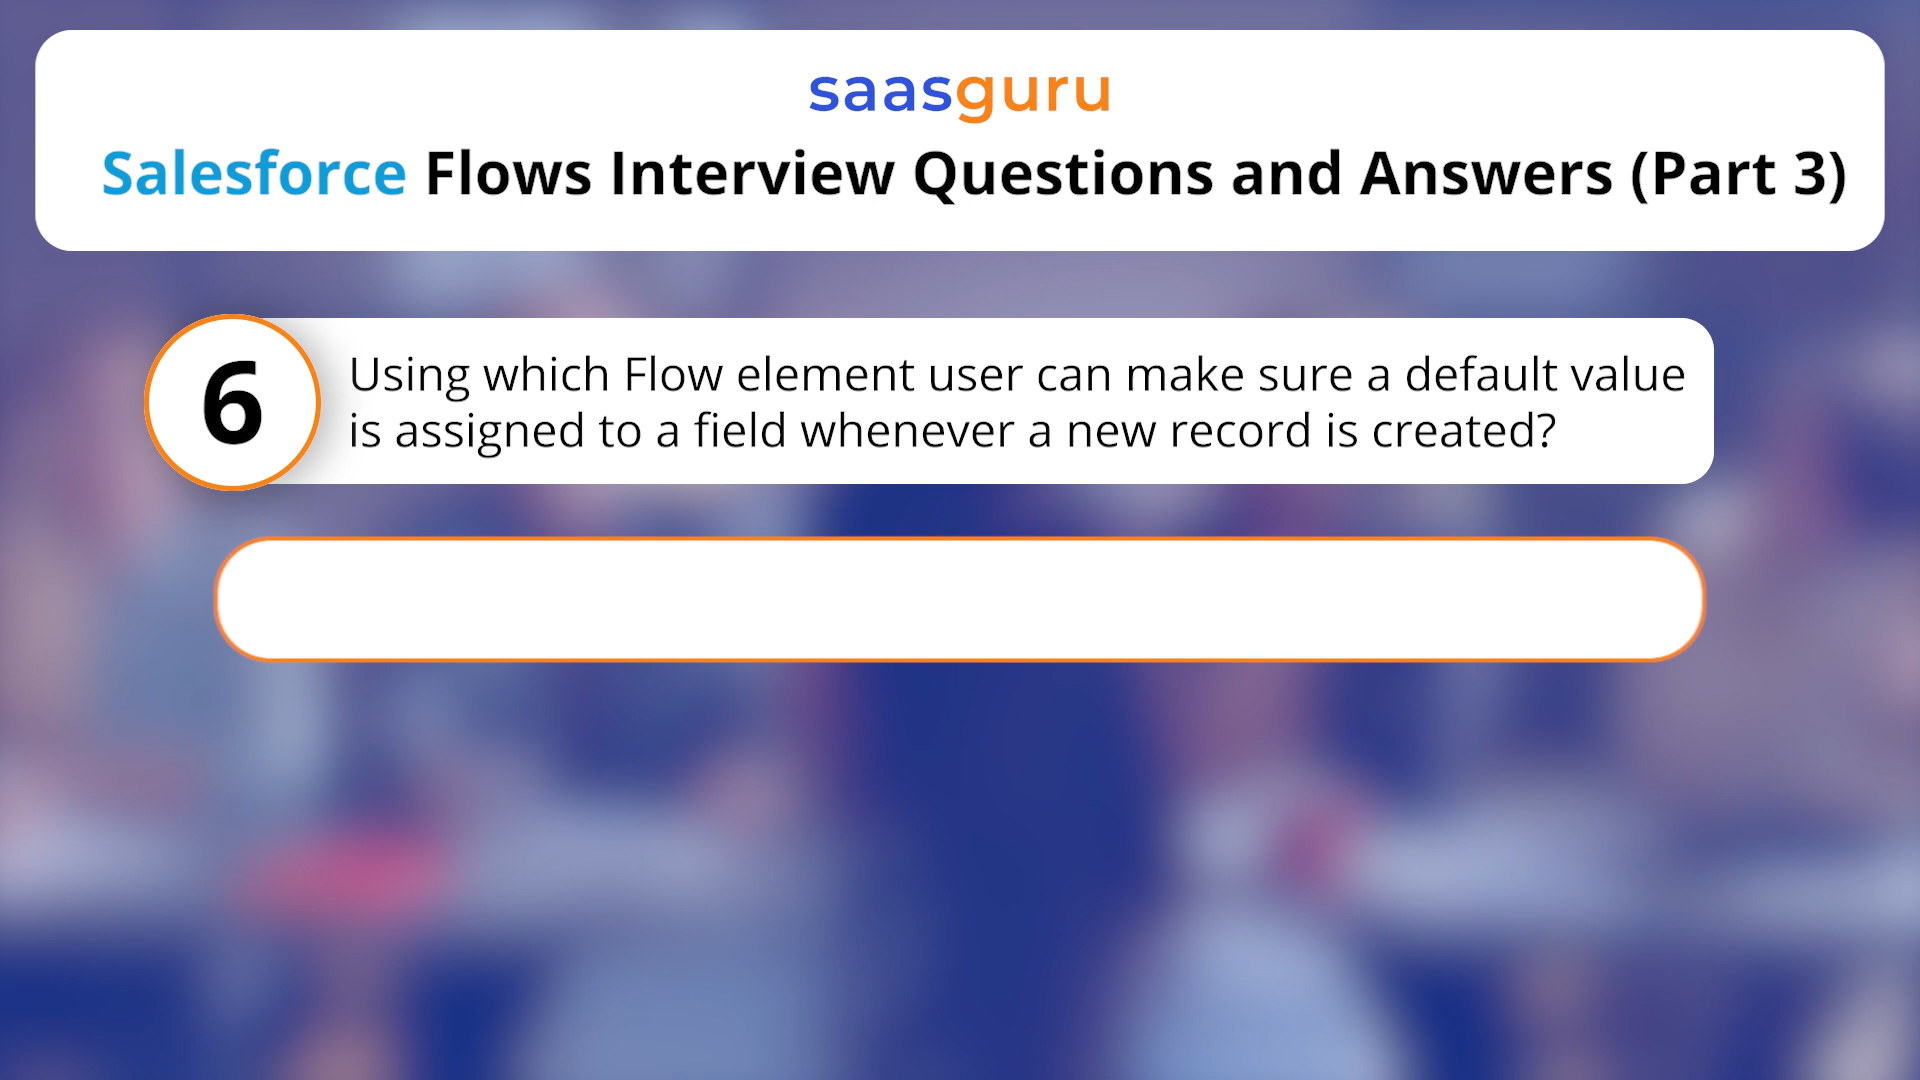 saasguru
Salesforce Flows Interview Questions and Answers (Part 3)
6
Using which Flow element user can make sure a default value
is assigned to a field whenever a new record is created?